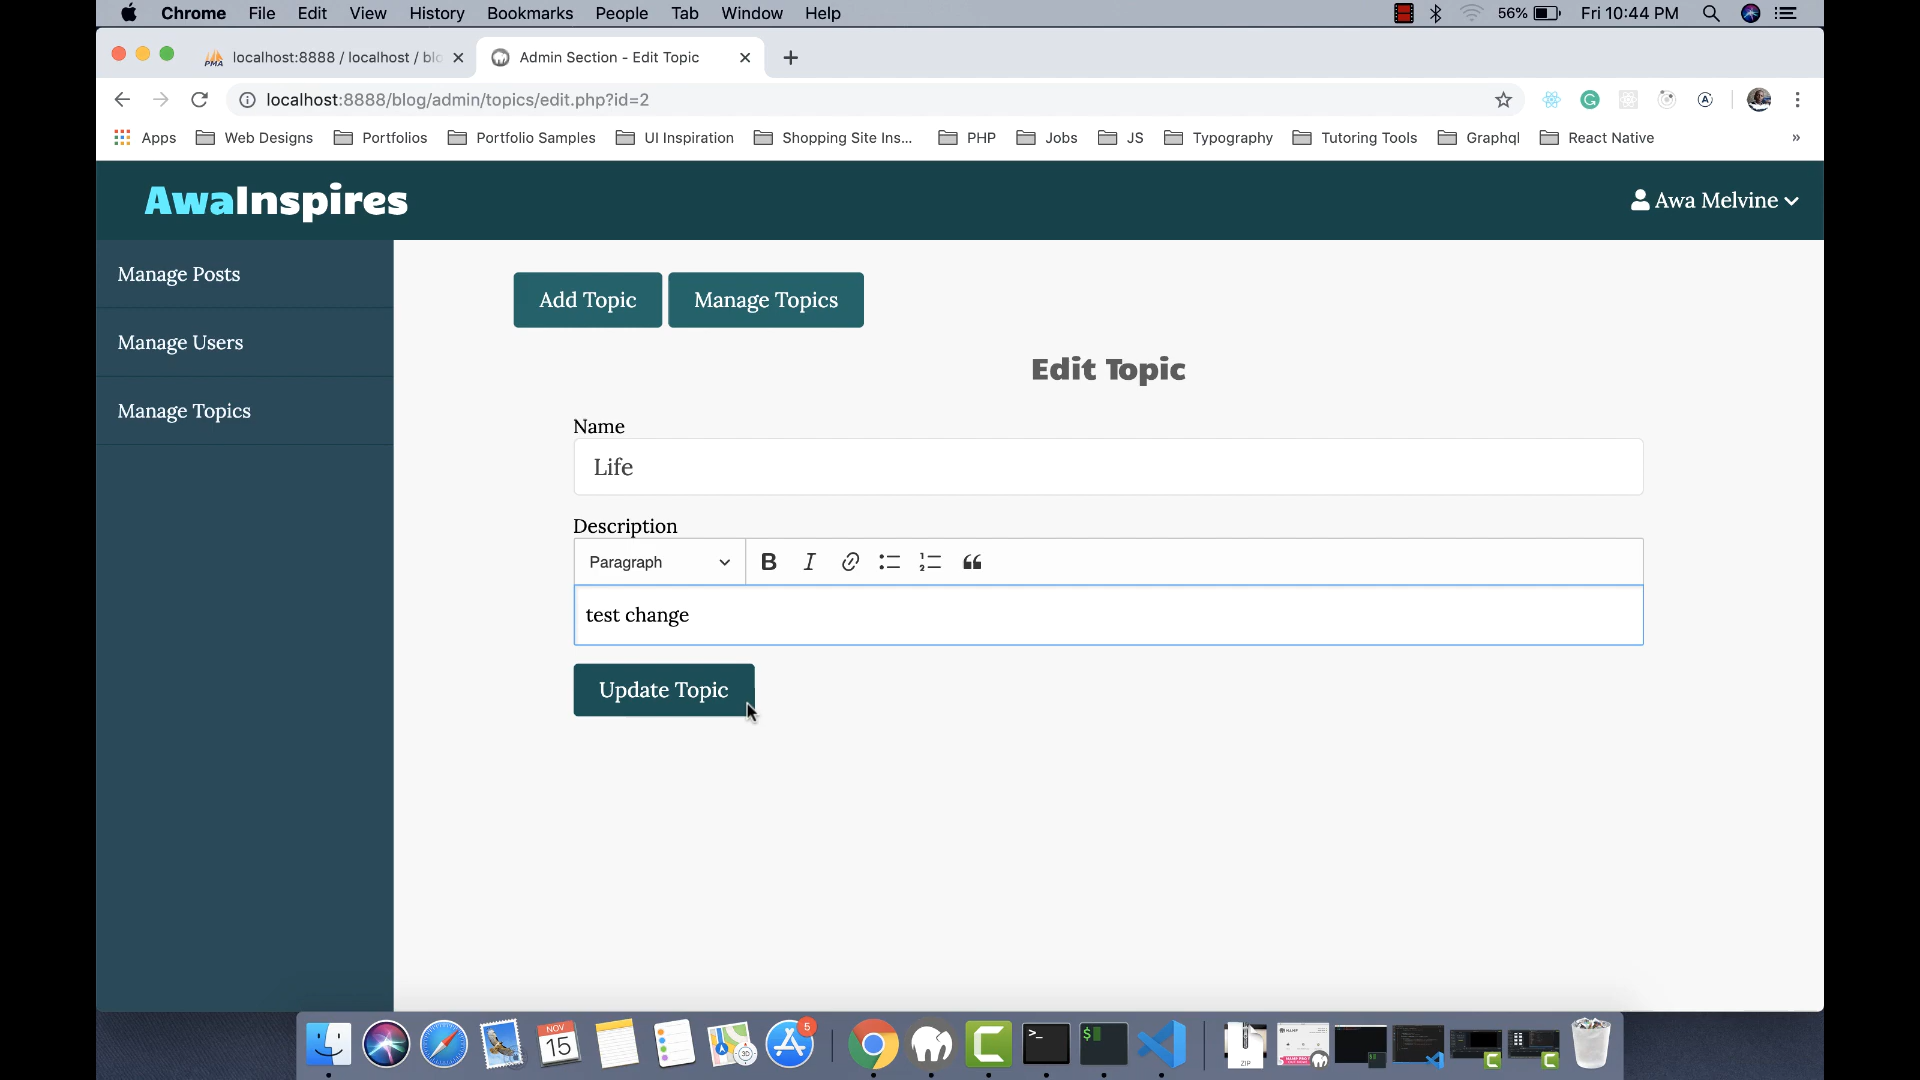 Chrome File Edit View History Bookmarks People Tab Window Help 56% Fri 10:44 PM
localhost:8888 / localhost / blo Admin Section - Edit Topic
localhost:8888/blog/admin/topics/edit.php?id=2
Apps Web Designs Portfolios Portfolio Samples UI Inspiration Shopping Site Ins... PHP Jobs JS Typography Tutoring Tools Graphql React Native »
AwaInspires Awa Melvine
Manage Posts
Manage Users
Manage Topics
Add Topic Manage Topics
Edit Topic
Name
Life
Description
Paragraph B I
test change
Update Topic
NOV
15
3D
5
>_
$
ZIP